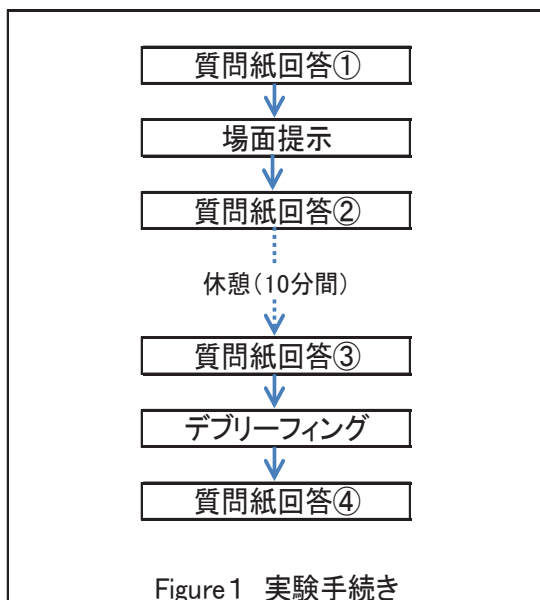 質問紙回答①
場面提示
質問紙回答②
休憩(10分間)
質問紙回答③
デブリーフィング
質問紙回答④
Figure1 実験手続き